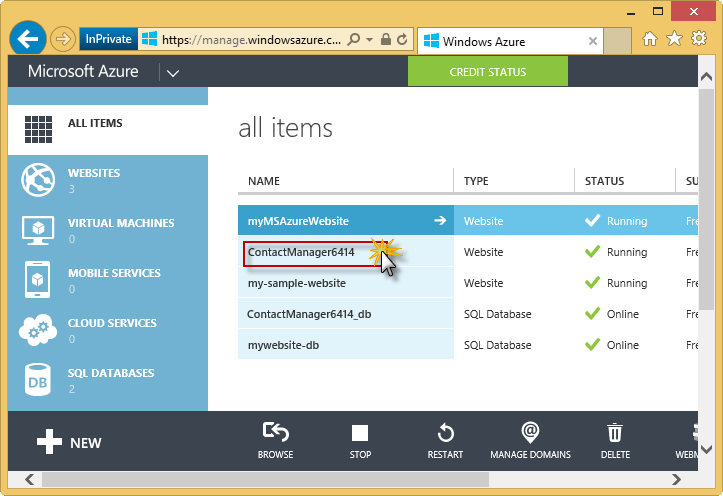 InPrivate
https://manage.windowsazure.c...
Windows Azure
Microsoft Azure
CREDIT STATUS
ALL ITEMS
WEBSITES
3
VIRTUAL MACHINES
0
MOBILE SERVICES
0
CLOUD SERVICES
0
DB
SQL DATABASES
2
all items
NAME TYPE STATUS SU
myMSAzureWebsite Website Running Fre
ContactManager6414 Website Running Fre
my-sample-website Website Running Fre
ContactManager6414_db SQL Database Online Fre
mywebsite-db SQL Database Online Fre
NEW
BROWSE STOP RESTART MANAGE DOMAINS DELETE WEBM